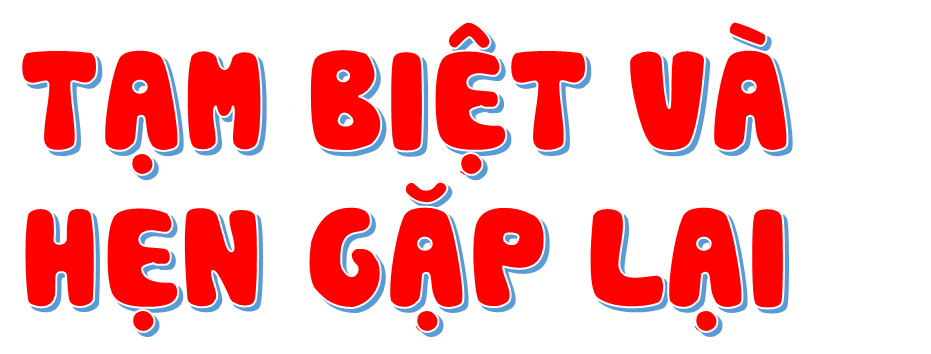 TẠM BIỆT VÀ
HẸN GẶP LẠI